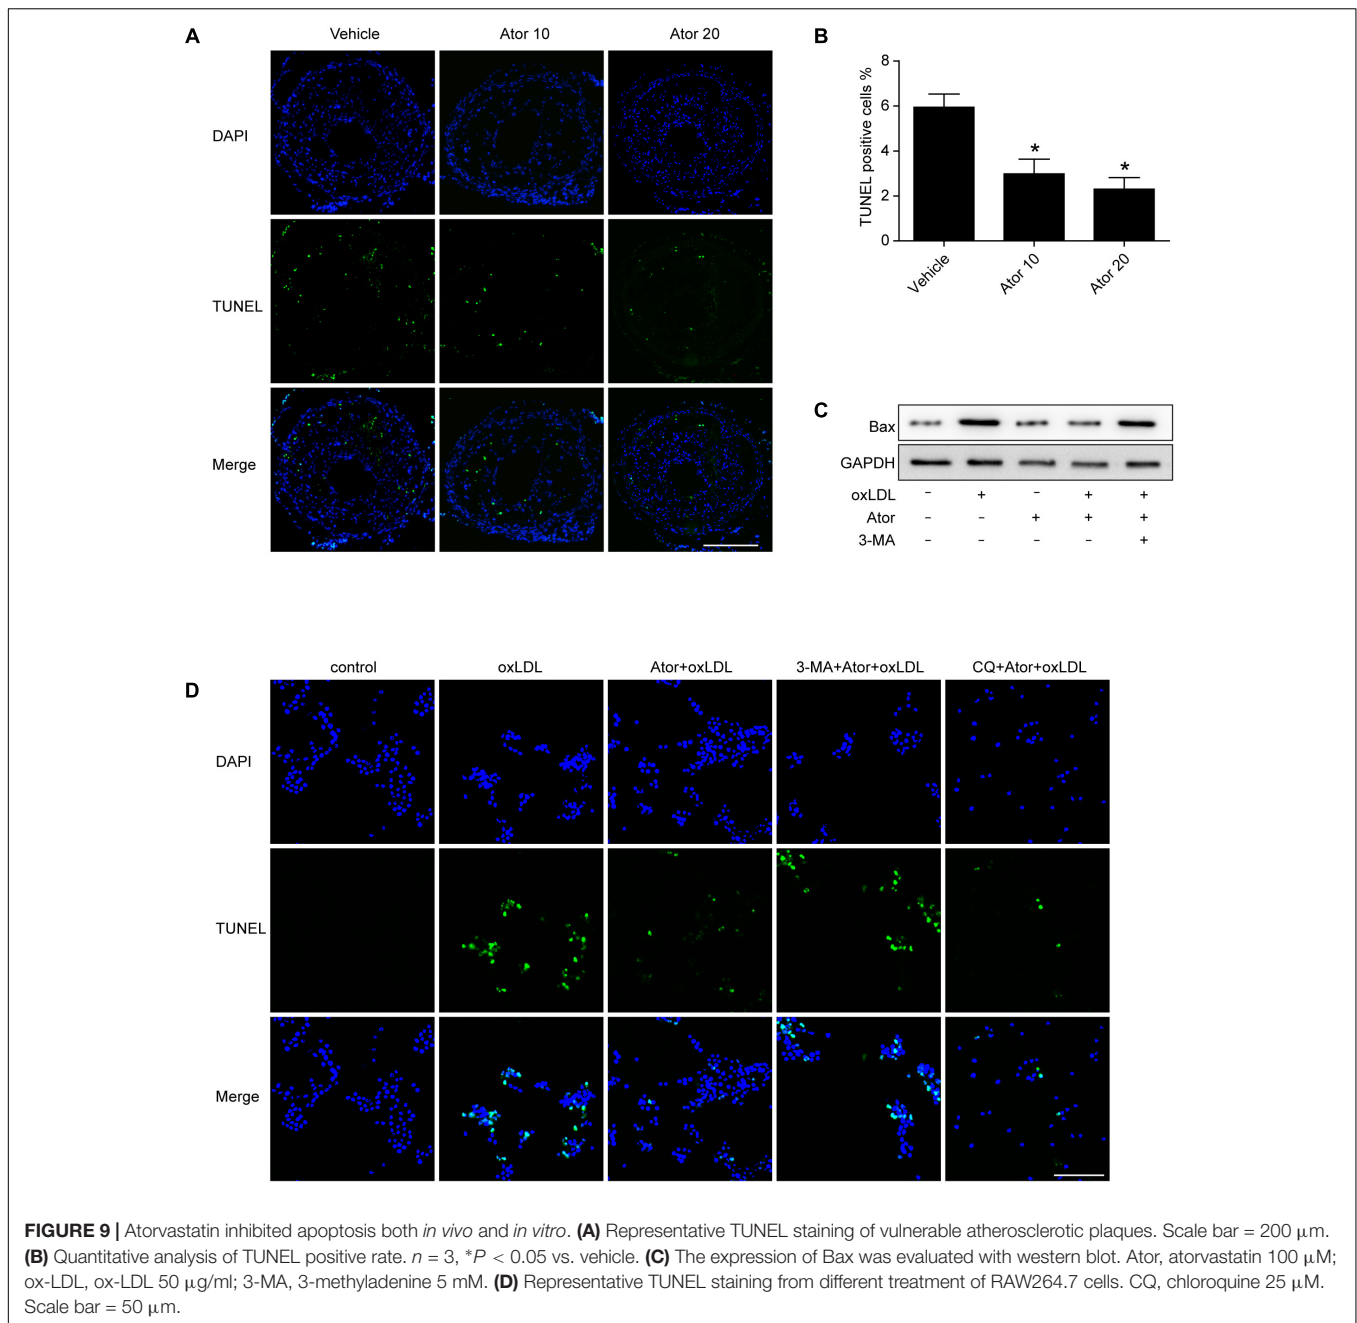 A
Vehicle
Ator 10
Ator 20
DAPI
TUNEL
Merge
B
TUNEL positive cells %
8
6
4
2
0
*
*
Vehicle
Ator 10
Ator 20
C
Bax
GAPDH
oxLDL – + – + +
Ator – – + + +
3-MA – – – – +
D
control
oxLDL
Ator+oxLDL
3-MA+Ator+oxLDL
CQ+Ator+oxLDL
DAPI
TUNEL
Merge
FIGURE 9 | Atorvastatin inhibited apoptosis both in vivo and in vitro. (A) Representative TUNEL staining of vulnerable atherosclerotic plaques. Scale bar = 200 μm.
(B) Quantitative analysis of TUNEL positive rate. n = 3, *P < 0.05 vs. vehicle. (C) The expression of Bax was evaluated with western blot. Ator, atorvastatin 100 μM;
ox-LDL, ox-LDL 50 μg/ml; 3-MA, 3-methyladenine 5 mM. (D) Representative TUNEL staining from different treatment of RAW264.7 cells. CQ, chloroquine 25 μM.
Scale bar = 50 μm.